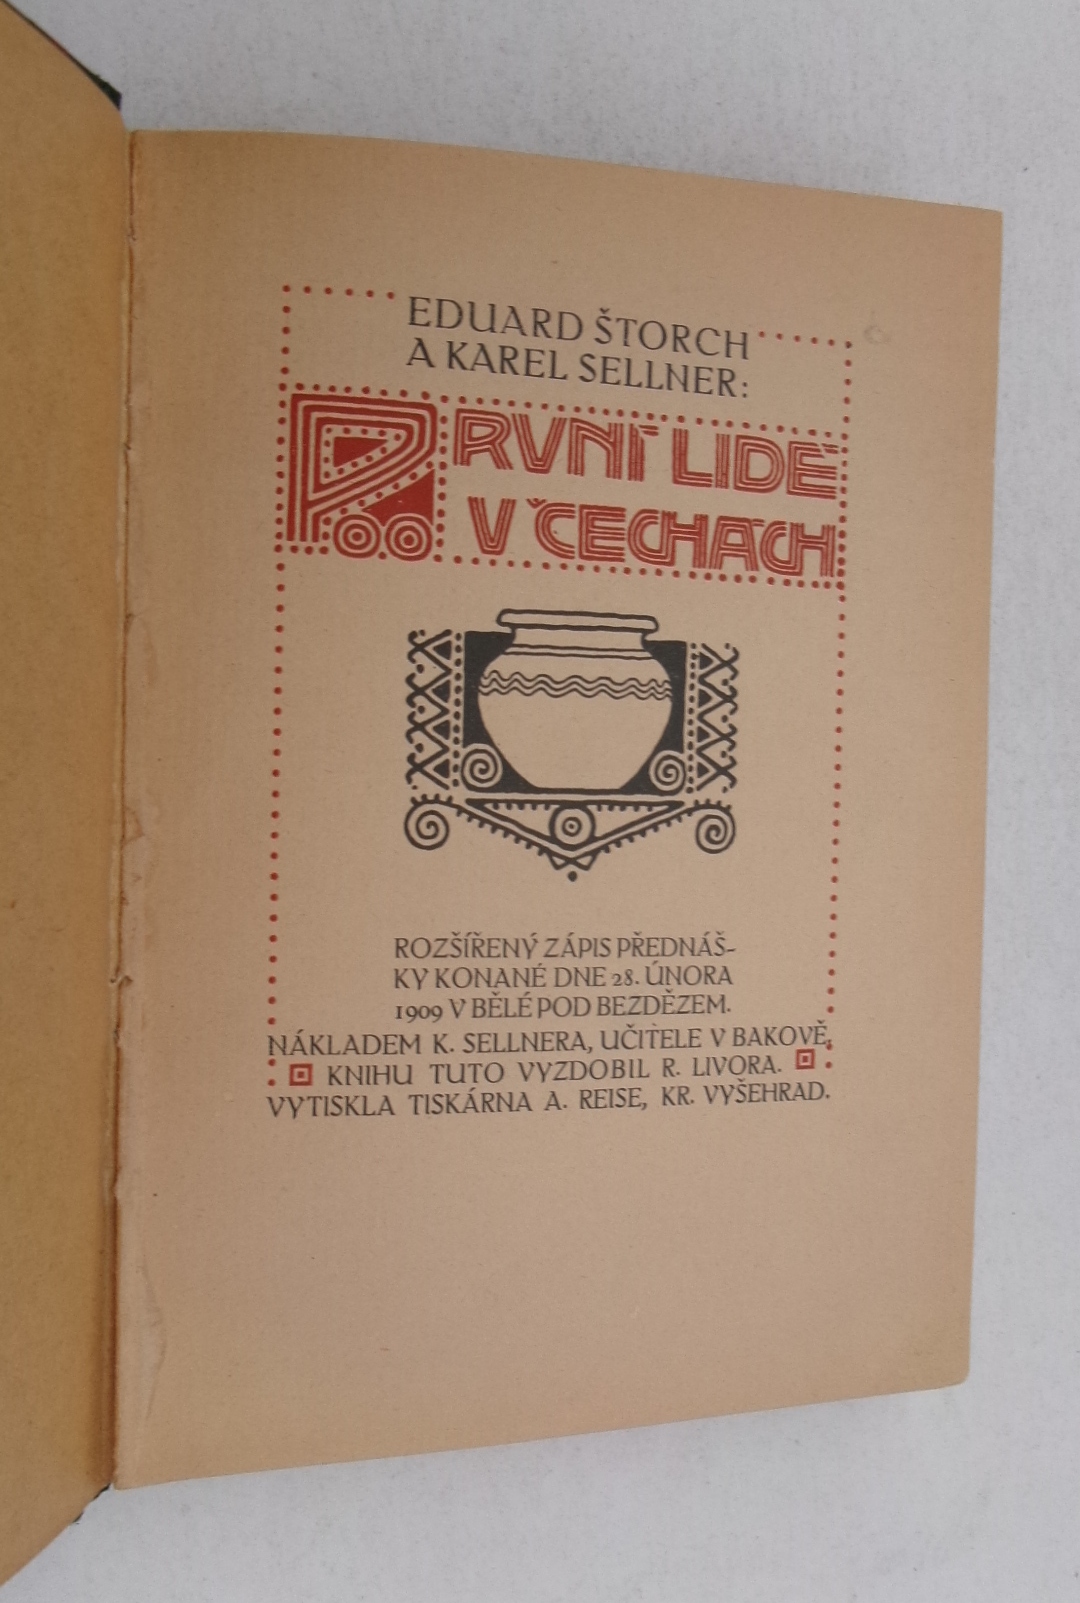 EDUARD ŠTORCH
A KAREL SELLNER:
PRVNÍ LIDÉ
V ČECHÁCH
ROZŠÍŘENÝ ZÁPIS PŘEDNÁŠ-
KY KONANÉ DNE 28. ÚNORA
1909 V BĚLÉ POD BEZDĚZEM.
NÁKLADEM K. SELLNERA, UČITELE V BAKOVĚ,
KNIHU TUTO VYZDOBIL R. LIVORA.
VYTISKLA TISKÁRNA A. REISE, KR. VYŠEHRAD.